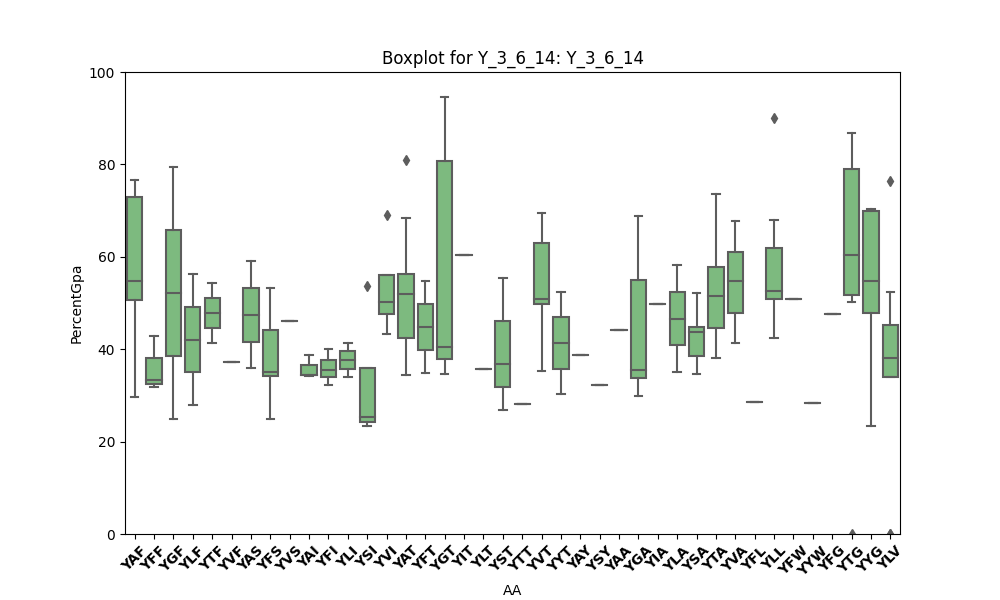 Boxplot for Y_3_6_14: Y_3_6_14
100
80
60
40
20
0
PercentGpa
YAF YFF YGF YLF YTF YVF YAS YFS YVS YAI YFI YLI YSI YVI YAT YFT YGT YIT YLT YST YTT YVT YYT YAY YSY YAA YGA YIA YLA YSA YTA YVA YFL YLL YFW YYW YFG YTG YYG YLV
AA